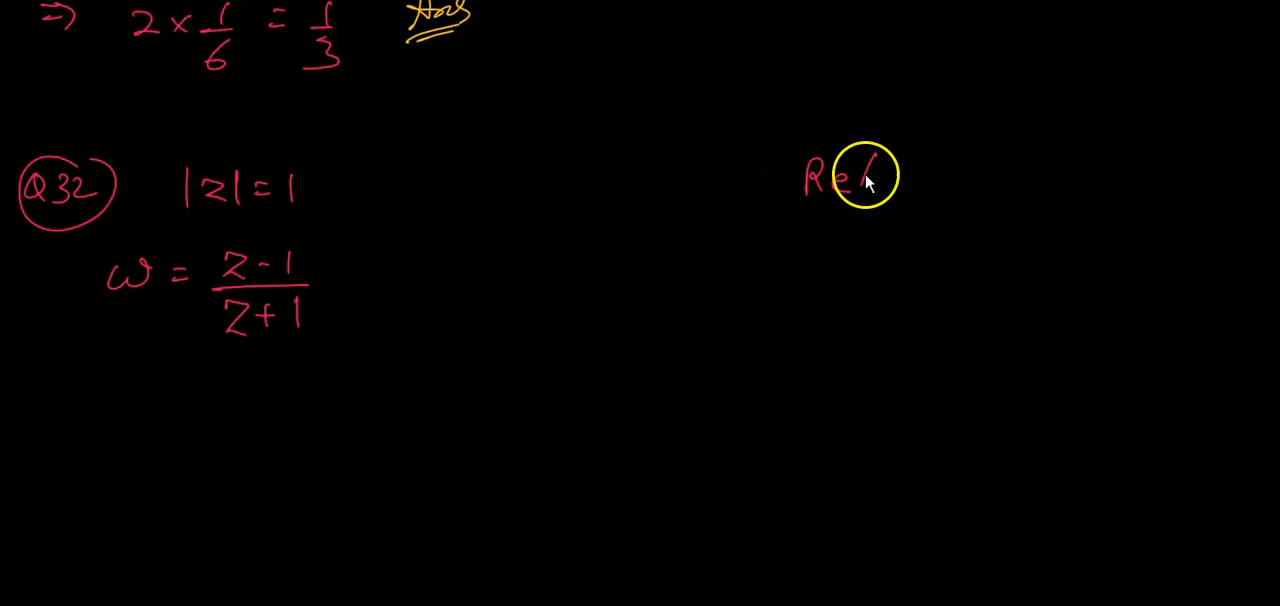 ⇒ 2 × 1/6 = 1/3 Ans
Q32 |z| = 1 Re(
ω = z - 1 / z + 1